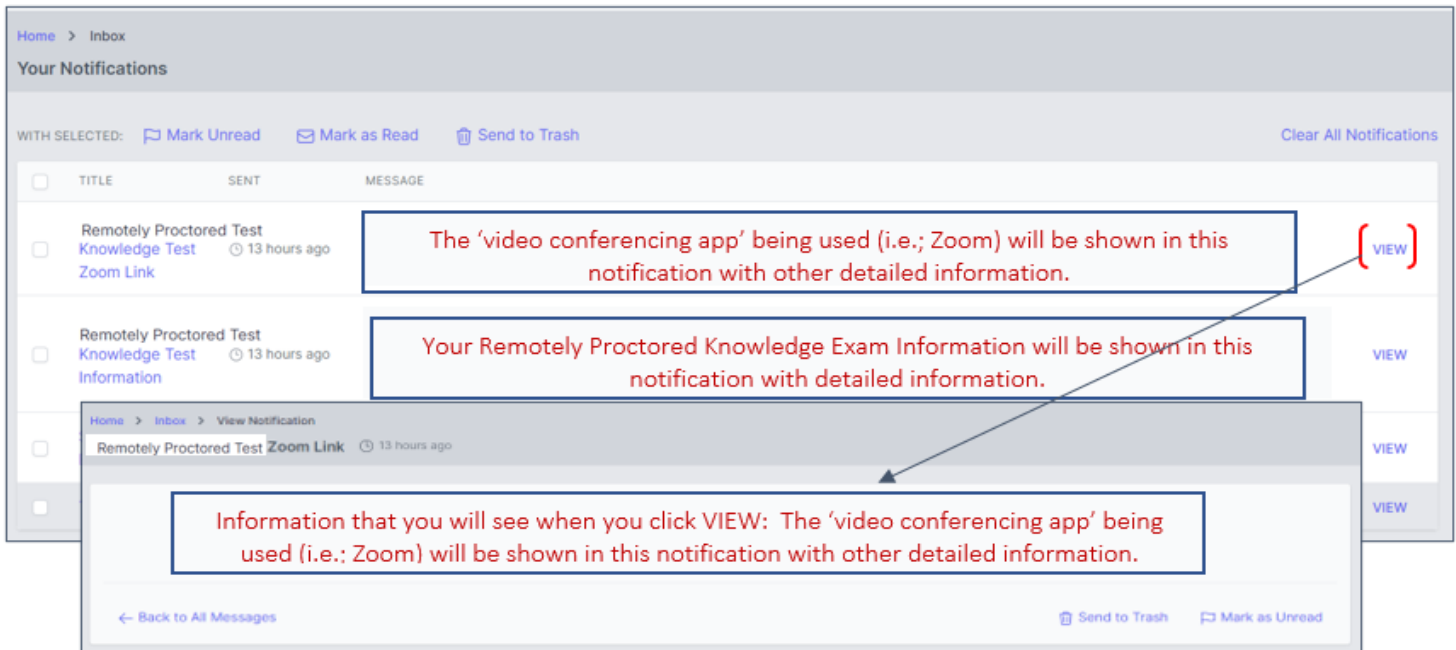 Home > Inbox
Your Notifications
WITH SELECTED: Mark Unread Mark as Read Send to Trash Clear All Notifications
TITLE SENT MESSAGE
Remotely Proctored Test
Knowledge Test 13 hours ago
Zoom Link
The ‘video conferencing app’ being used (i.e.; Zoom) will be shown in this
notification with other detailed information.
VIEW
Remotely Proctored Test
Knowledge Test 13 hours ago
Information
Your Remotely Proctored Knowledge Exam Information will be shown in this
notification with detailed information.
VIEW
VIEW
VIEW
Home > Inbox > View Notification
Remotely Proctored Test Zoom Link 13 hours ago
Information that you will see when you click VIEW: The ‘video conferencing app’ being
used (i.e.; Zoom) will be shown in this notification with other detailed information.
← Back to All Messages Send to Trash Mark as Unread